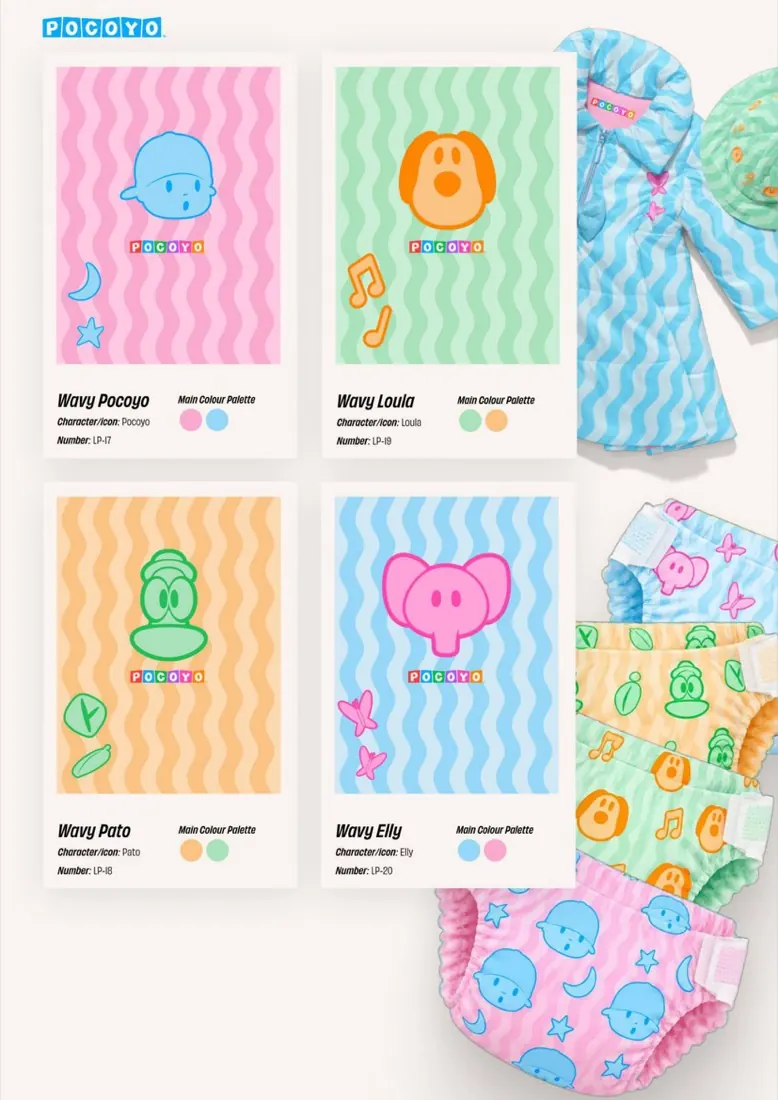 POCOYO
POCOYO
POCOYO
POCOYO
Wavy Pocoyo
Main Colour Palette
Character/Icon: Pocoyo
Number: LP-17
Wavy Loula
Main Colour Palette
Character/Icon: Loula
Number: LP-19
POCOYO
POCOYO
Wavy Pato
Main Colour Palette
Character/Icon: Pato
Number: LP-18
Wavy Elly
Main Colour Palette
Character/Icon: Elly
Number: LP-20